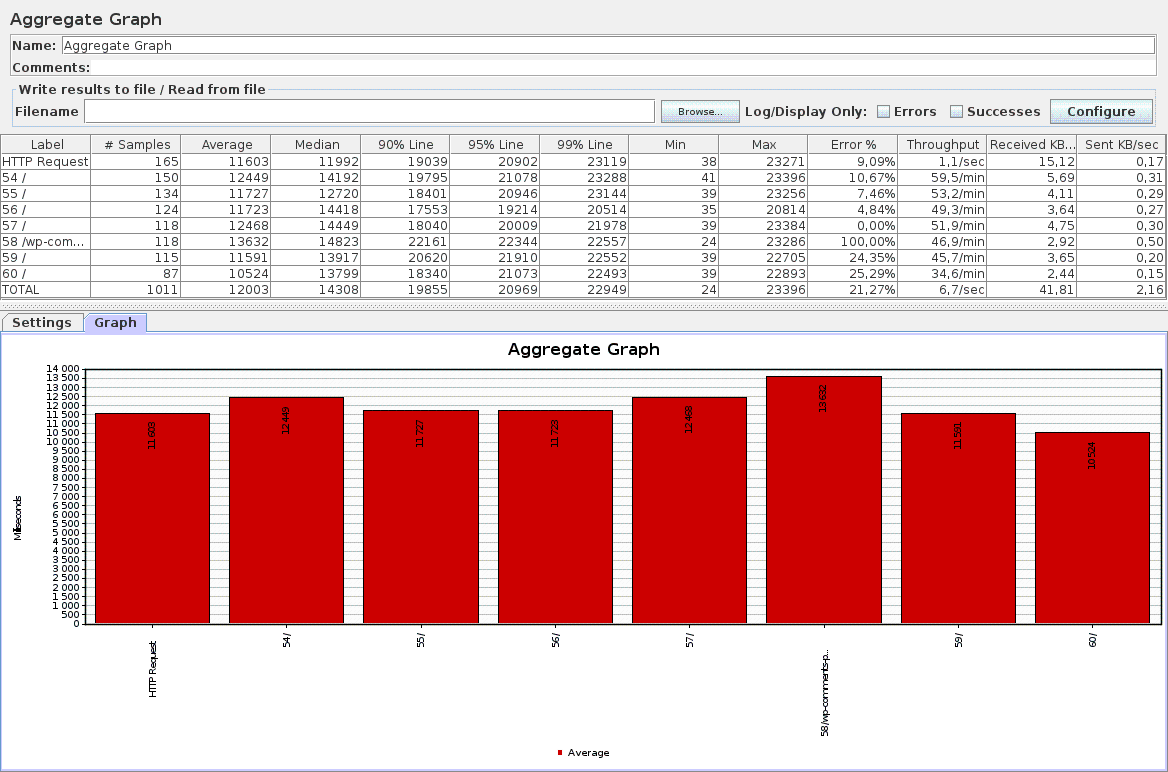 Aggregate Graph
Name: Aggregate Graph
Comments:
Write results to file / Read from file
Filename Browse... Log/Display Only: Errors Successes Configure
Label # Samples Average Median 90% Line 95% Line 99% Line Min Max Error % Throughput Received KB... Sent KB/sec
HTTP Request 165 11603 11992 19039 20902 23119 38 23271 9,09% 1,1/sec 15,12 0,17
54 / 150 12449 14192 19795 21078 23288 41 23396 10,67% 59,5/min 5,69 0,31
55 / 134 11727 12720 18401 20946 23144 39 23256 7,46% 53,2/min 4,11 0,29
56 / 124 11723 14418 17553 19214 20514 35 20814 4,84% 49,3/min 3,64 0,27
57 / 118 12468 14449 18040 20009 21978 39 23384 0,00% 51,9/min 4,75 0,30
58 /wp-com... 118 13632 14823 22161 22344 22557 24 23286 100,00% 46,9/min 2,92 0,50
59 / 115 11591 13917 20620 21910 22552 39 22705 24,35% 45,7/min 3,65 0,20
60 / 87 10524 13799 18340 21073 22493 39 22893 25,29% 34,6/min 2,44 0,15
TOTAL 1011 12003 14308 19855 20969 22949 24 23396 21,27% 6,7/sec 41,81 2,16
Settings Graph
Aggregate Graph
14 000
13 500
13 000
12 500
12 000
11 500
11 000
10 500
10 000
9 500
9 000
8 500
8 000
7 500
7 000
6 500
6 000
5 500
5 000
4 500
4 000
3 500
3 000
2 500
2 000
1 500
1 000
500
0
Milliseconds
11 603
12 449
11 727
11 723
12 468
13 632
11 591
10 524
HTTP Request
54 /
55 /
56 /
57 /
58 /wp-comments-p...
59 /
60 /
Average